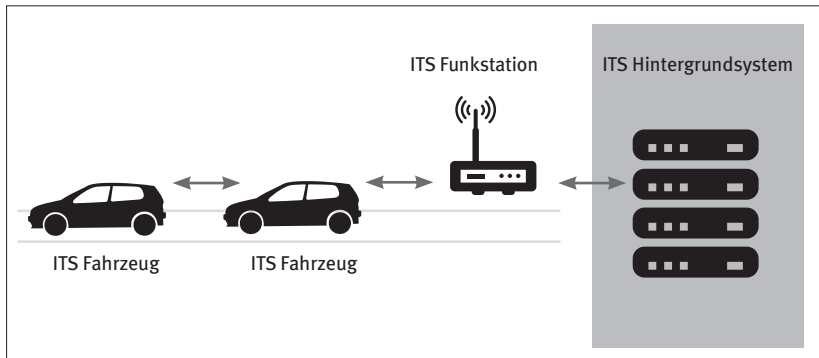 ITS Funkstation
ITS Hintergrundsystem
ITS Fahrzeug
ITS Fahrzeug